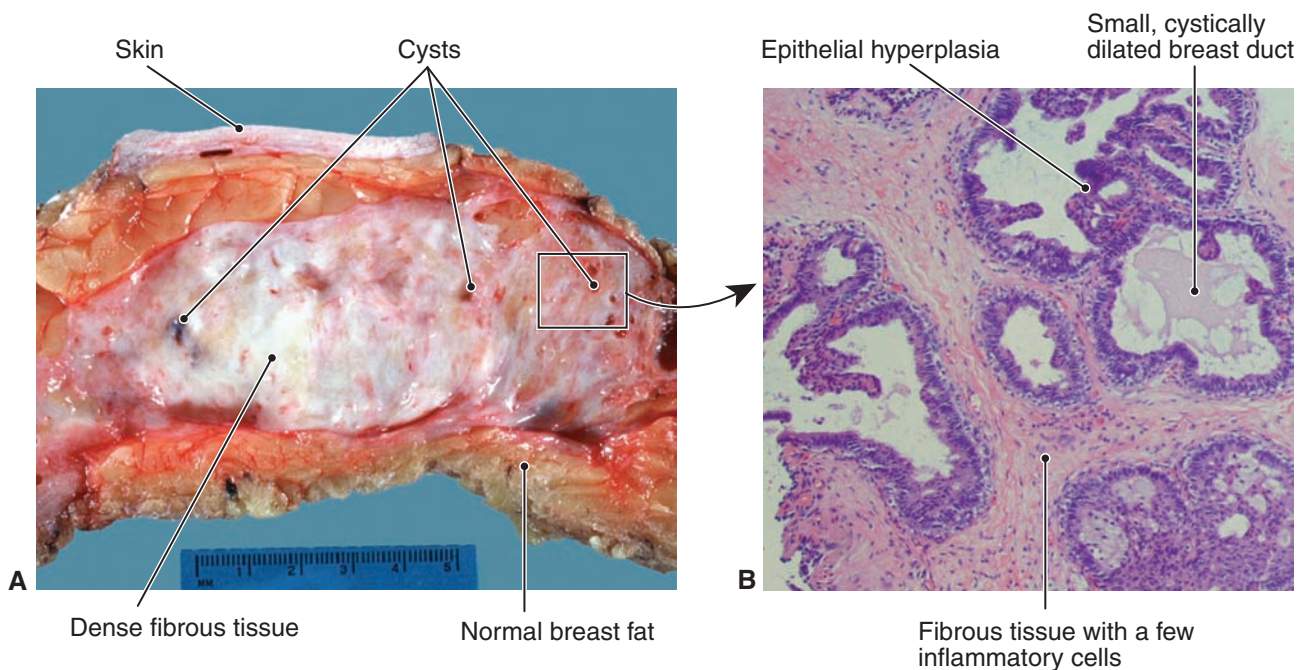 Skin
Cysts
Epithelial hyperplasia
Small, cystically
dilated breast duct
MM 1 2 3 4 5
A
B
Dense fibrous tissue
Normal breast fat
Fibrous tissue with a few
inflammatory cells